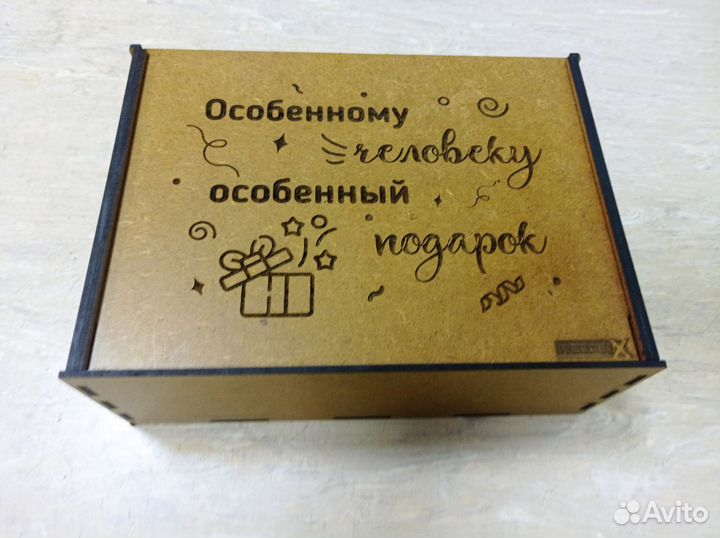 Особенному
человеку
особенный
подарок
Avito